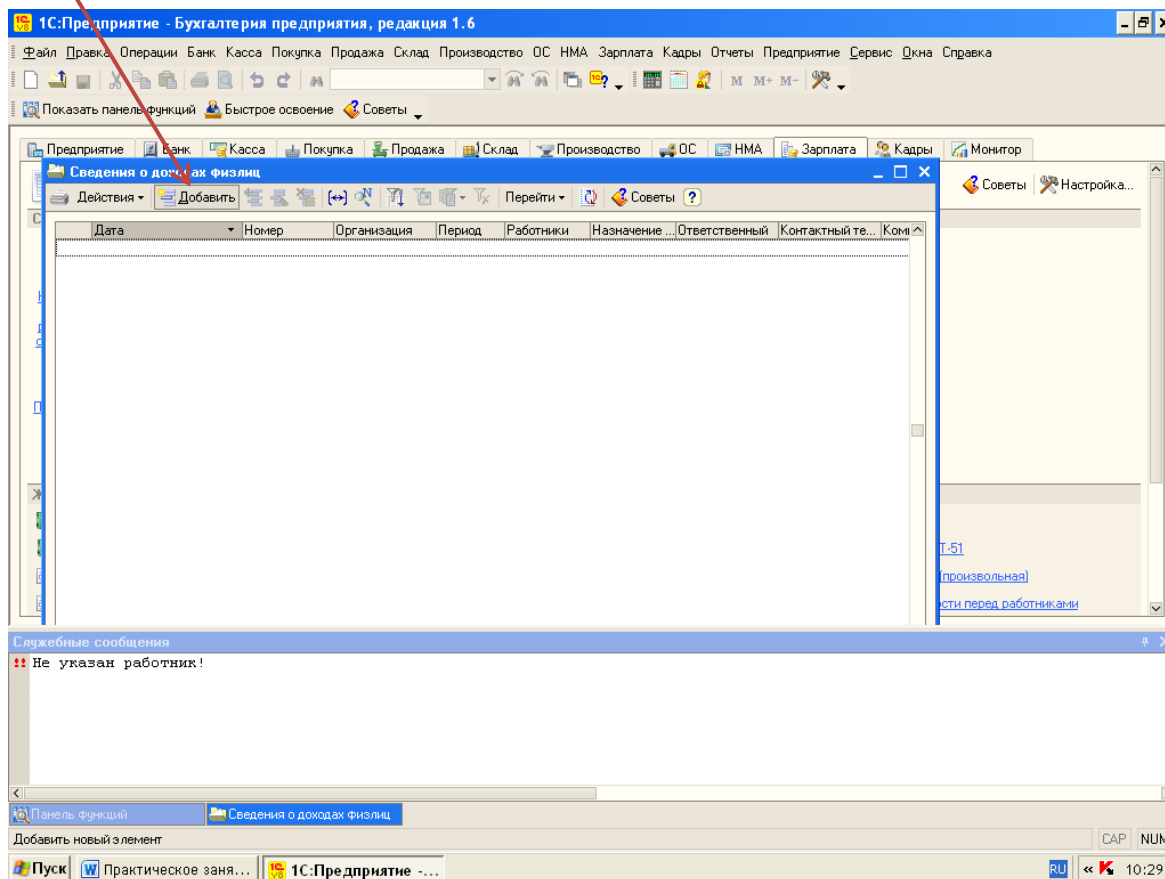 1С:Предприятие - Бухгалтерия предприятия, редакция 1.6
Файл Правка Операции Банк Касса Покупка Продажа Склад Производство ОС НМА Зарплата Кадры Отчеты Предприятие Сервис Окна Справка
M M+ M-
Показать панель функций Быстрое освоение Советы
Предприятие Банк Касса Покупка Продажа Склад Производство ОС НМА Зарплата Кадры Монитор
Сведения о доходах физлиц
Советы Настройка...
Действия Добавить Перейти Советы ?
Дата Номер Организация Период Работники Назначение ... Ответственный Контактный те...
Т-51
(произвольная)
сти перед работниками
Служебные сообщения
!! Не указан работник!
Панель функций Сведения о доходах физлиц
Добавить новый элемент CAP NUM
Пуск Практическое заня... 1С:Предприятие -... RU « 10:29